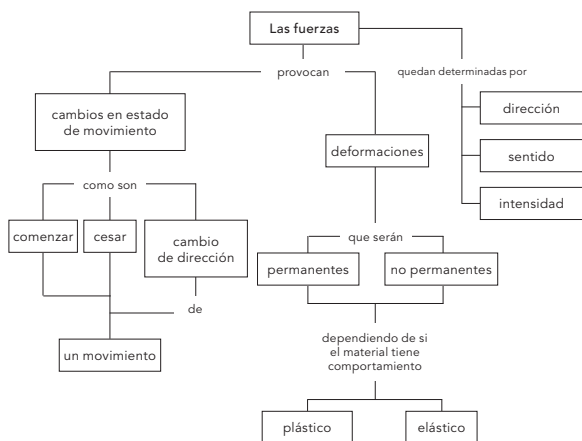 Las fuerzas
provocan
quedan determinadas por
cambios en estado
de movimiento
dirección
deformaciones
sentido
como son
intensidad
comenzar
cesar
cambio
de dirección
que serán
permanentes
no permanentes
de
un movimiento
dependiendo de si
el material tiene
comportamiento
plástico
elástico